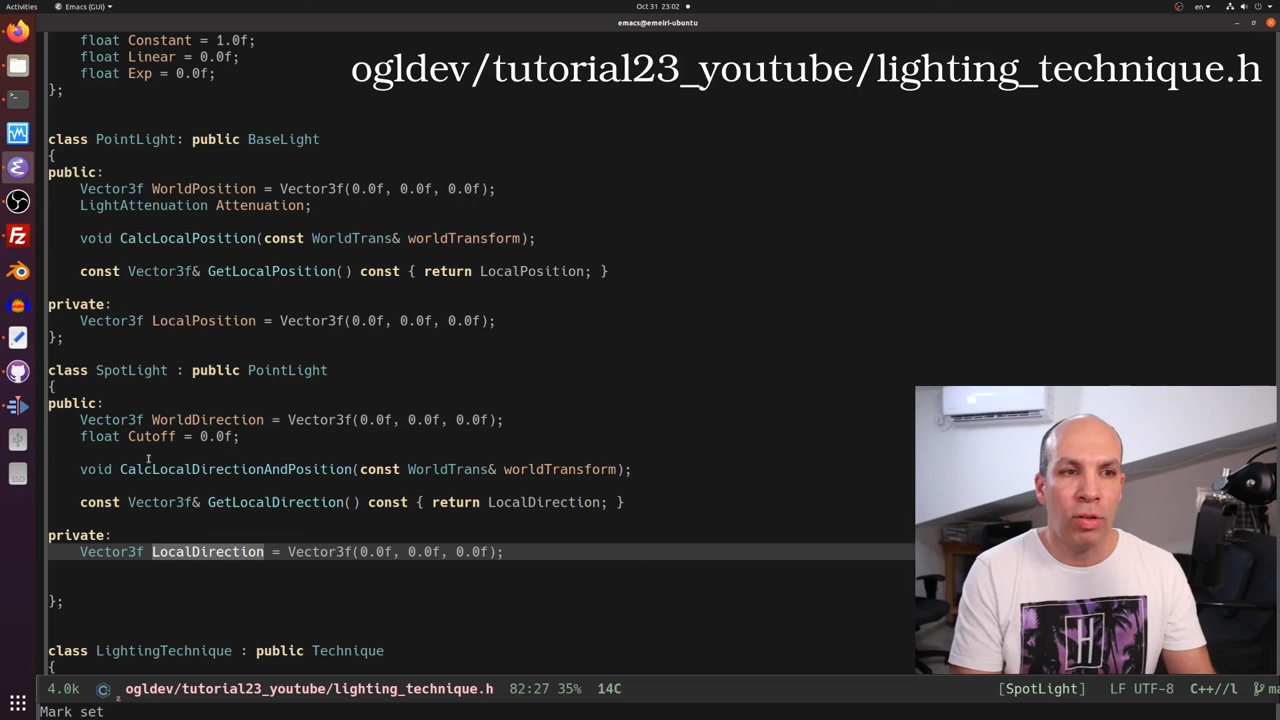 Activities
Emacs (GUI)
Oct 31 23:02
en
emacs@emeiri-ubuntu
ogldev/tutorial23_youtube/lighting_technique.h
float Constant = 1.0f;
float Linear = 0.0f;
float Exp = 0.0f;
};
class PointLight: public BaseLight
{
public:
Vector3f WorldPosition = Vector3f(0.0f, 0.0f, 0.0f);
LightAttenuation Attenuation;
void CalcLocalPosition(const WorldTrans& worldTransform);
const Vector3f& GetLocalPosition() const { return LocalPosition; }
private:
Vector3f LocalPosition = Vector3f(0.0f, 0.0f, 0.0f);
};
class SpotLight : public PointLight
{
public:
Vector3f WorldDirection = Vector3f(0.0f, 0.0f, 0.0f);
float Cutoff = 0.0f;
void CalcLocalDirectionAndPosition(const WorldTrans& worldTransform);
const Vector3f& GetLocalDirection() const { return LocalDirection; }
private:
Vector3f LocalDirection = Vector3f(0.0f, 0.0f, 0.0f);
};
class LightingTechnique : public Technique
{
4.0k ogldev/tutorial23_youtube/lighting_technique.h 82:27 35% 14C [SpotLight] LF UTF-8 C++//l
Mark set
FZ
SSD
H